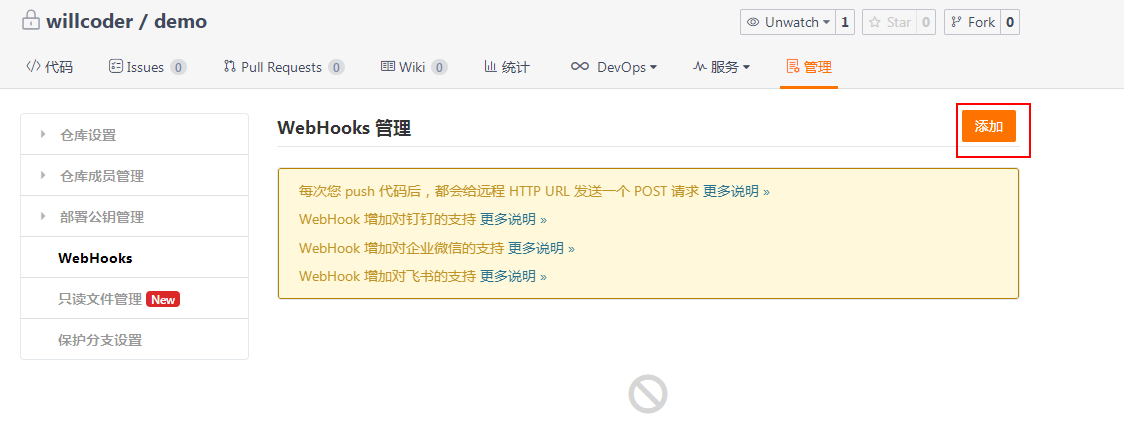 willcoder / demo
Unwatch 1 Star 0 Fork 0
代码 Issues 0 Pull Requests 0 Wiki 0 统计 DevOps 服务 管理
仓库设置
仓库成员管理
部署公钥管理
WebHooks
只读文件管理 New
保护分支设置
WebHooks 管理
添加
每次您 push 代码后，都会给远程 HTTP URL 发送一个 POST 请求 更多说明 »
WebHook 增加对钉钉的支持 更多说明 »
WebHook 增加对企业微信的支持 更多说明 »
WebHook 增加对飞书的支持 更多说明 »